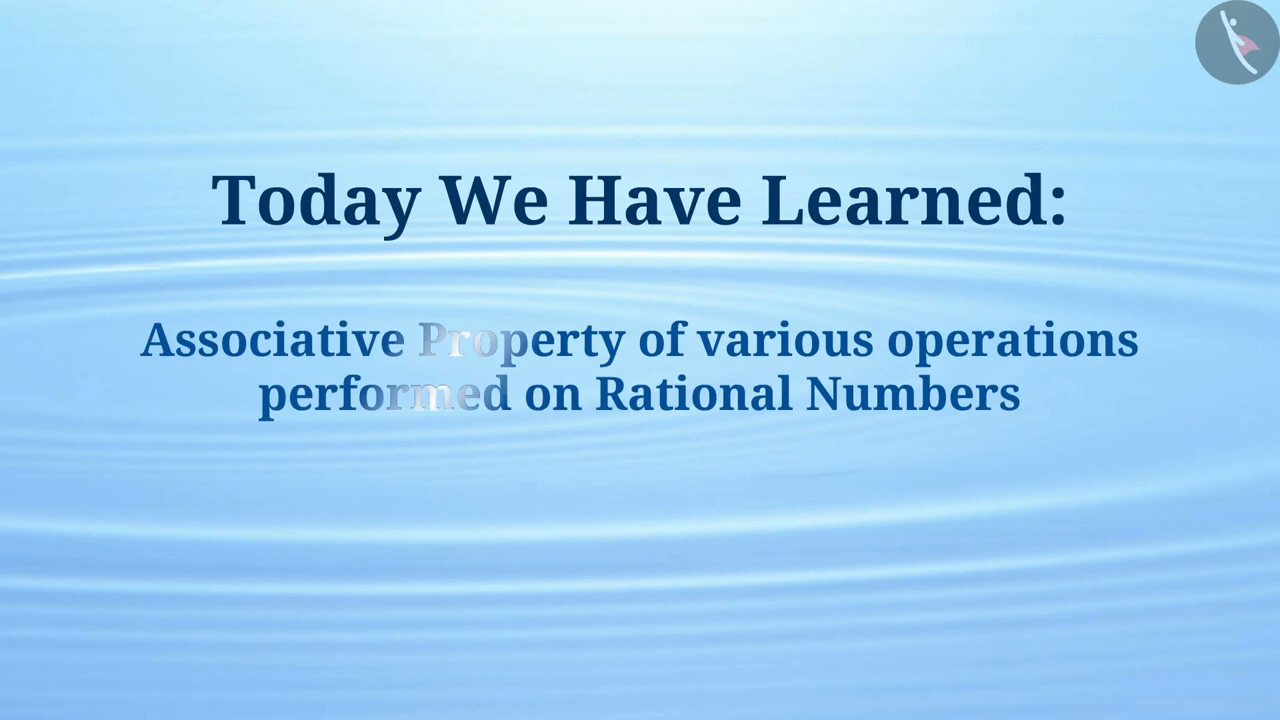 Today We Have Learned:
Associative Property of various operations
performed on Rational Numbers